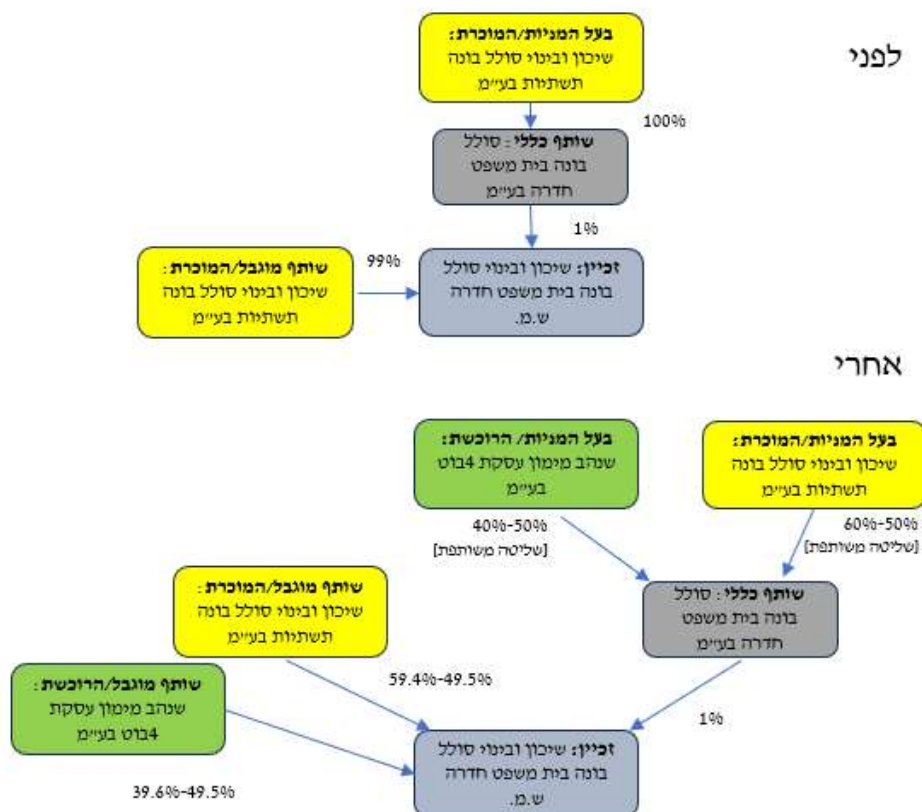 לפני
בעל המניות/המוכרת:
שיכון ובינוי סולל בונה
תשתיות בע״מ
100%
שותף כללי: סולל
בונה בית משפט
חדרה בע״מ
1%
שותף מוגבל/המוכרת:
שיכון ובינוי סולל בונה
תשתיות בע״מ
99%
זכיין: שיכון ובינוי סולל
בונה בית משפט חדרה
ש.מ.
אחרי
בעל המניות/המוכרת:
שיכון ובינוי סולל בונה
תשתיות בע״מ
בעל המניות/ הרוכשת:
שנהב מימון עסקת 4בוט
בע״מ
60%-50%
[שליטה משותפת]
40%-50%
[שליטה משותפת]
שותף כללי: סולל
בונה בית משפט
חדרה בע״מ
שותף מוגבל/המוכרת:
שיכון ובינוי סולל בונה
תשתיות בע״מ
שותף מוגבל/הרוכשת:
שנהב מימון עסקת
4בוט בע״מ
59.4%-49.5%
1%
39.6%-49.5%
זכיין: שיכון ובינוי סולל
בונה בית משפט חדרה
ש.מ.